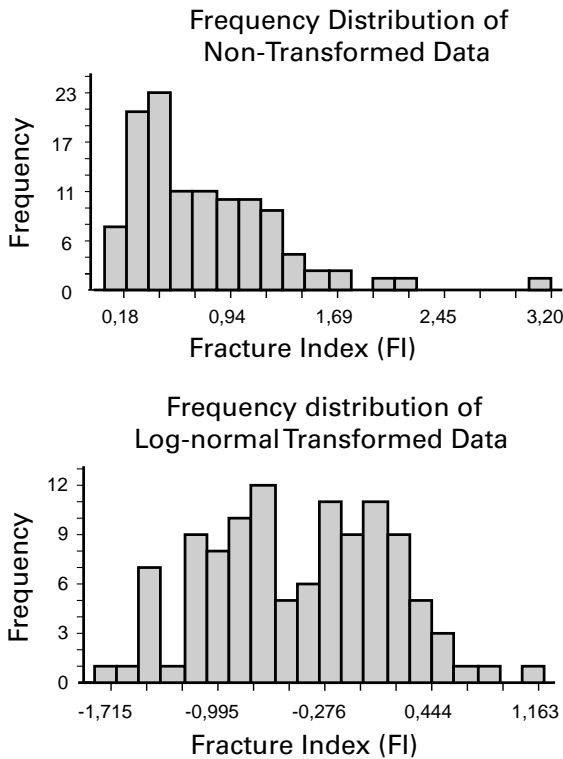 Frequency Distribution of
Non-Transformed Data
Frequency
23
17
11
6
0
0,18 0,94 1,69 2,45 3,20
Fracture Index (FI)
Frequency distribution of
Log-normal Transformed Data
Frequency
12
9
6
3
0
-1,715 -0,995 -0,276 0,444 1,163
Fracture Index (FI)